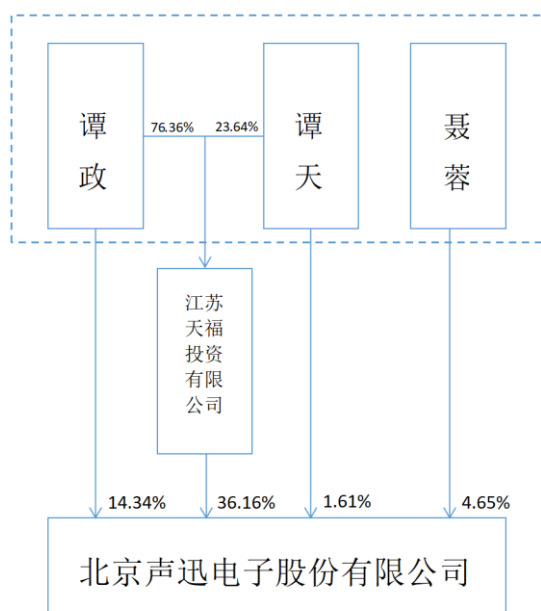 谭
政
76.36%
23.64%
谭
天
聂
蓉
江苏
天福
投资
有限
公司
14.34%
36.16%
1.61%
4.65%
北京声迅电子股份有限公司